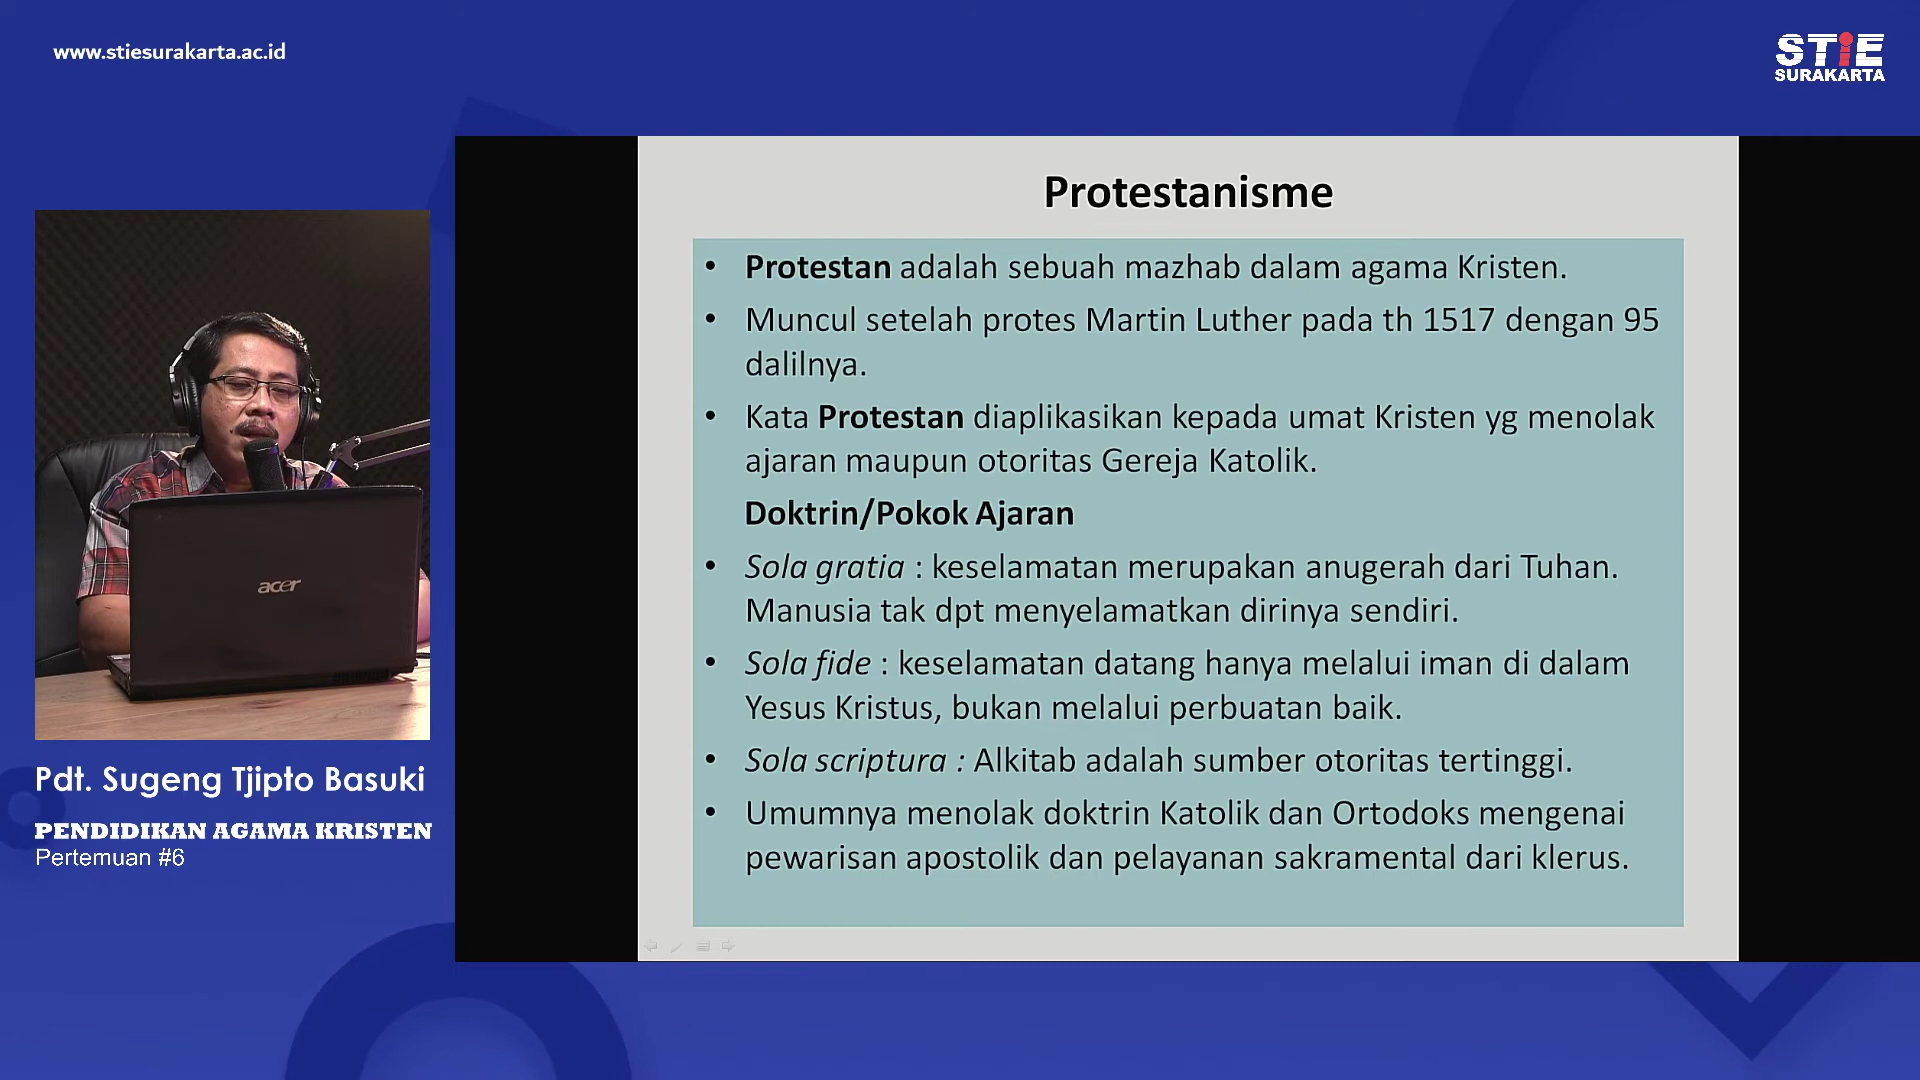 www.stiesurakarta.ac.id
STiE
SURAKARTA
Protestanisme
• Protestan adalah sebuah mazhab dalam agama Kristen.
• Muncul setelah protes Martin Luther pada th 1517 dengan 95
dalilnya.
• Kata Protestan diaplikasikan kepada umat Kristen yg menolak
ajaran maupun otoritas Gereja Katolik.
Doktrin/Pokok Ajaran
• Sola gratia : keselamatan merupakan anugerah dari Tuhan.
Manusia tak dpt menyelamatkan dirinya sendiri.
• Sola fide : keselamatan datang hanya melalui iman di dalam
Yesus Kristus, bukan melalui perbuatan baik.
• Sola scriptura : Alkitab adalah sumber otoritas tertinggi.
• Umumnya menolak doktrin Katolik dan Ortodoks mengenai
pewarisan apostolik dan pelayanan sakramental dari klerus.
acer
Pdt. Sugeng Tjipto Basuki
PENDIDIKAN AGAMA KRISTEN
Pertemuan #6